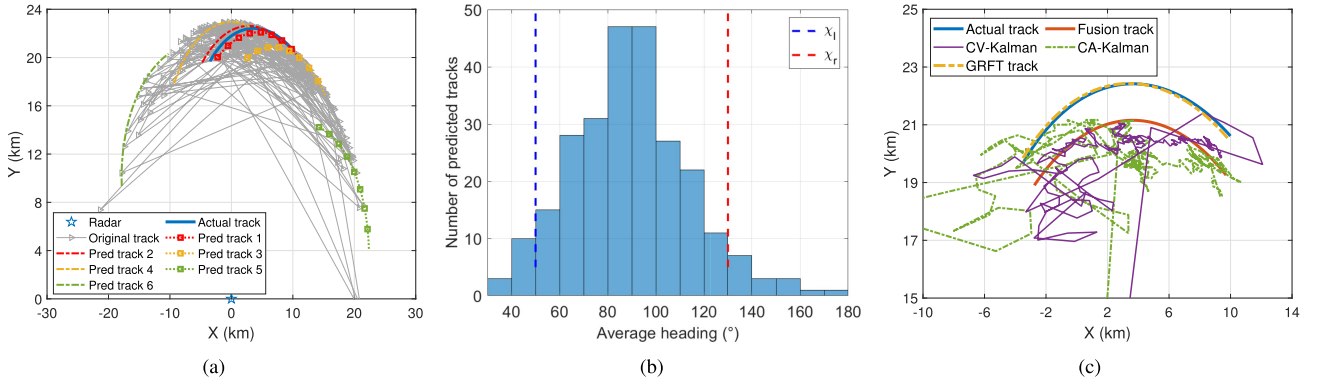 24
20
16
12
8
4
0
Y (km)
Radar
Actual track
Original track
Pred track 1
Pred track 2
Pred track 3
Pred track 4
Pred track 5
Pred track 6
-30 -20 -10 0 10 20 30
X (km)
(a)
50
40
30
20
10
0
Number of predicted tracks
χl
χr
40 60 80 100 120 140 160 180
Average heading (°)
(b)
25
23
21
19
17
15
Y (km)
Actual track
Fusion track
CV-Kalman
CA-Kalman
GRFT track
-10 -6 -2 2 6 10 14
X (km)
(c)